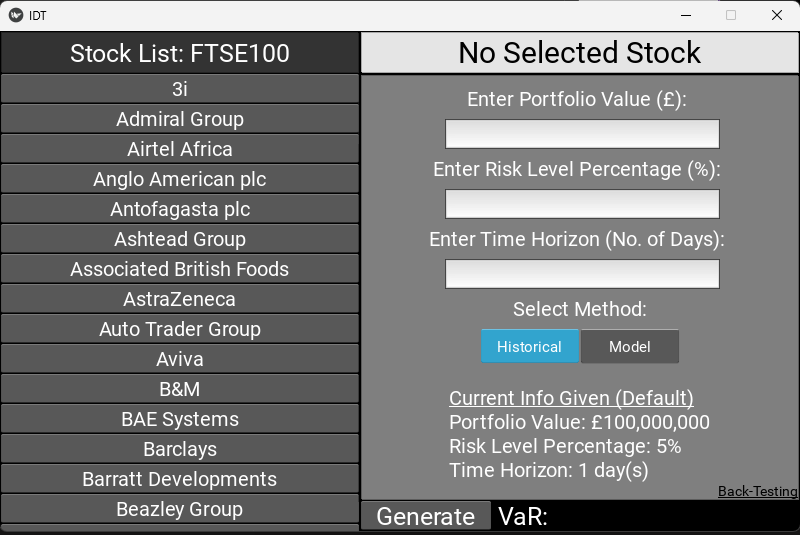 IDT
Stock List: FTSE100
3i
Admiral Group
Airtel Africa
Anglo American plc
Antofagasta plc
Ashtead Group
Associated British Foods
AstraZeneca
Auto Trader Group
Aviva
B&M
BAE Systems
Barclays
Barratt Developments
Beazley Group
No Selected Stock
Enter Portfolio Value (£):
Enter Risk Level Percentage (%):
Enter Time Horizon (No. of Days):
Select Method:
Historical Model
Current Info Given (Default)
Portfolio Value: £100,000,000
Risk Level Percentage: 5%
Time Horizon: 1 day(s)
Back-Testing
Generate VaR: